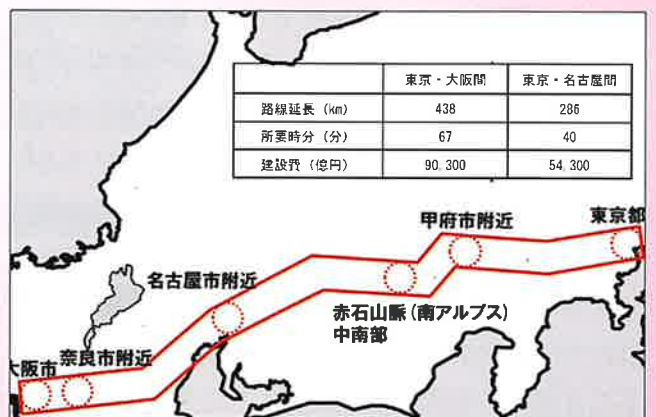 東京・大阪間 東京・名古屋間
路線延長（km） 438 286
所要時分（分） 67 40
建設費（億円） 90,300 54,300
東京都
甲府市附近
名古屋市附近
赤石山脈（南アルプス）
中南部
奈良市附近
大阪市